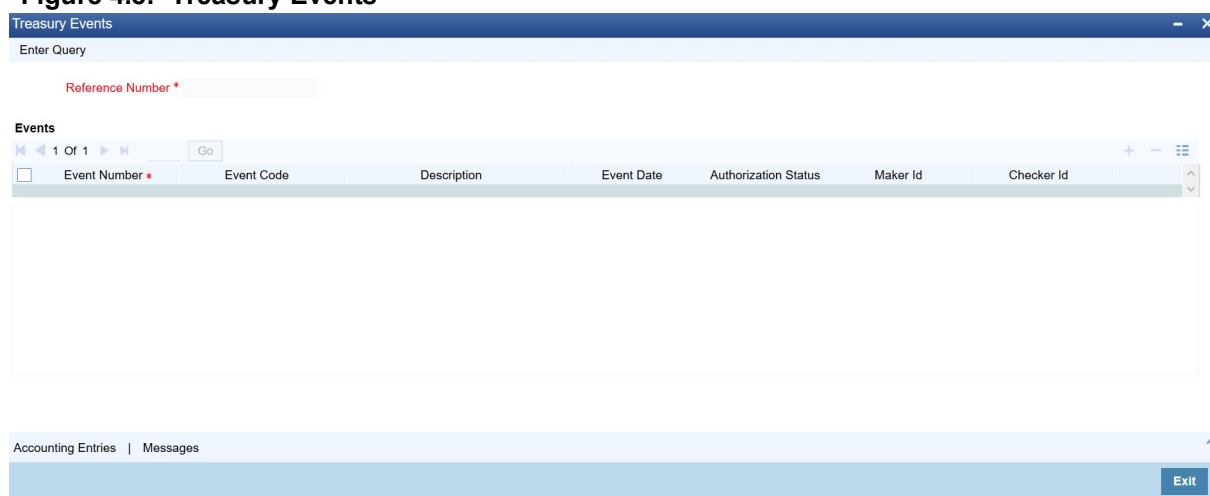 Figure 4.3: Treasury Events
Treasury Events
Enter Query
Reference Number *
Events
1 Of 1 Go
Event Number * Event Code Description Event Date Authorization Status Maker Id Checker Id
Accounting Entries | Messages
Exit